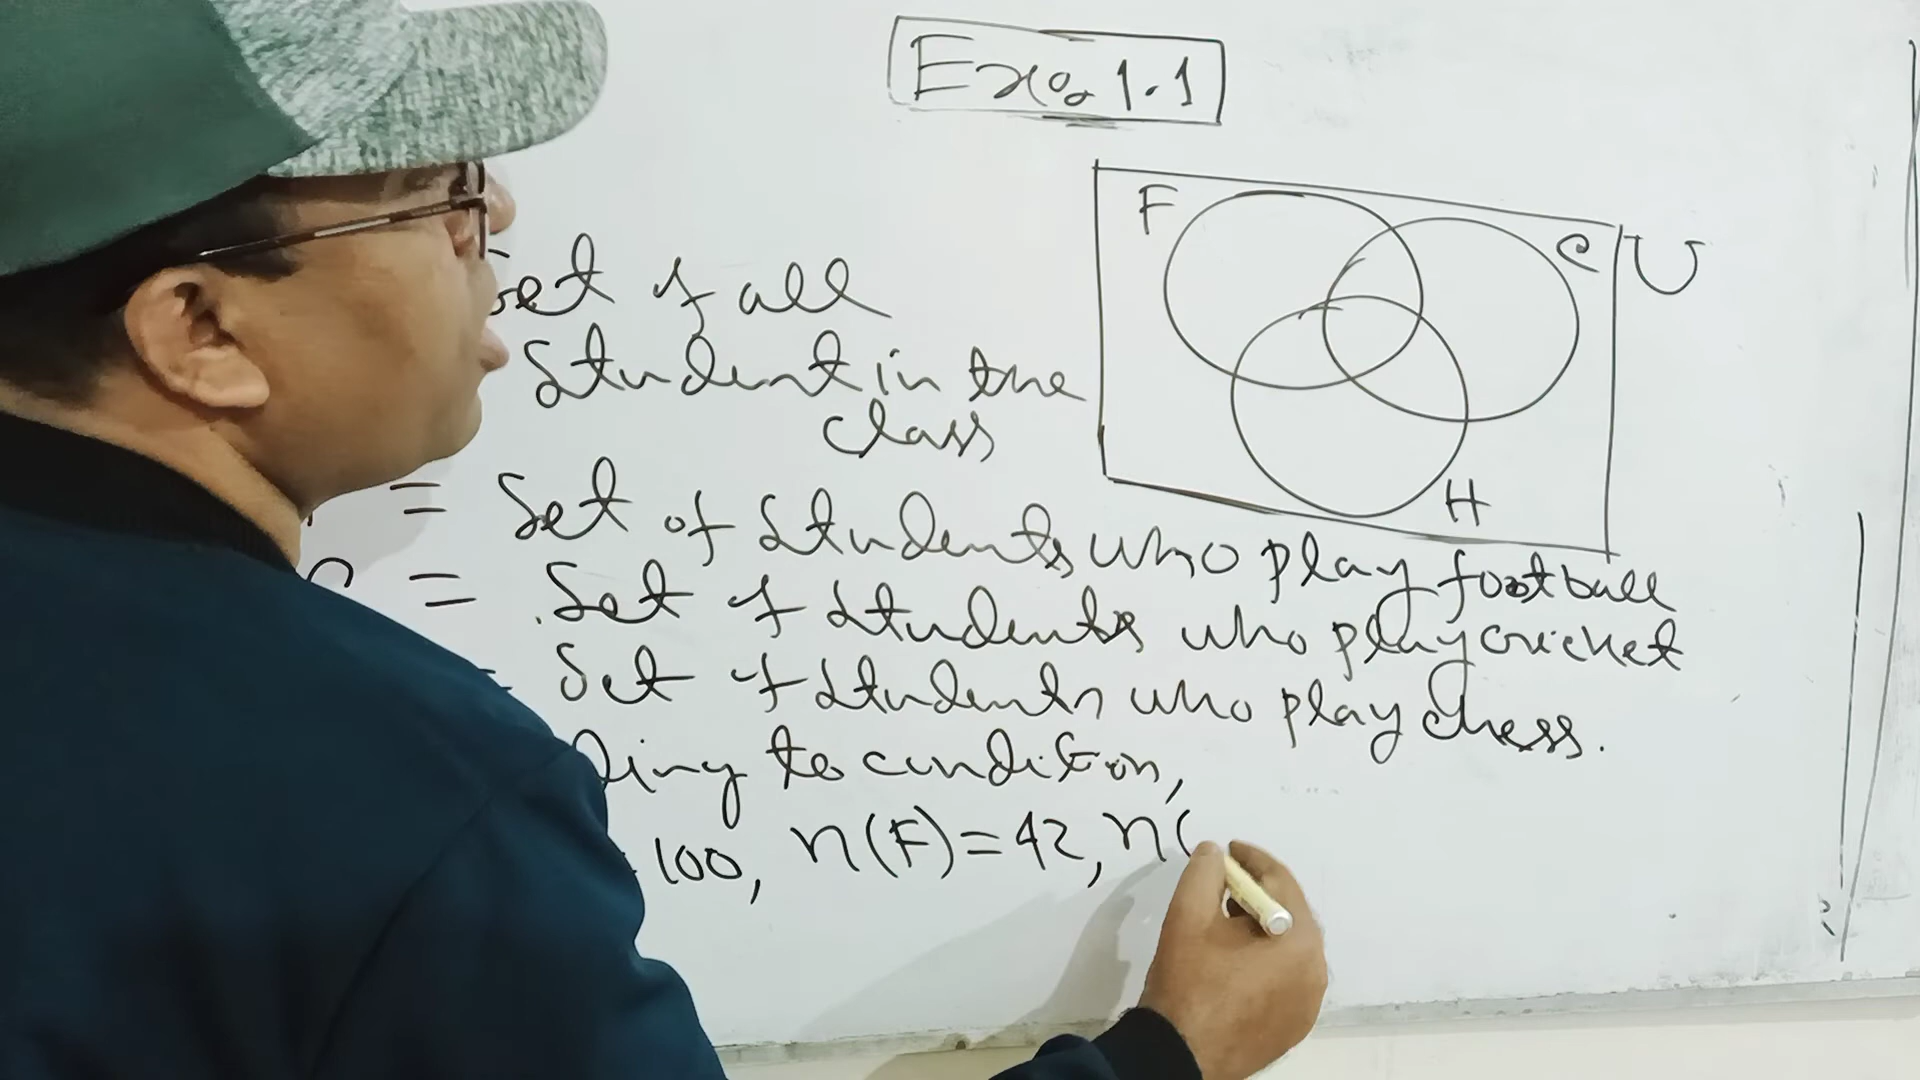 Exo 1.1
F
C
U
H
Set of all
Student in the
class
= Set of Students who play football
= Set of Students who play cricket
Set of Students who play chess.
ding to condition,
100, n(F)=42, n(